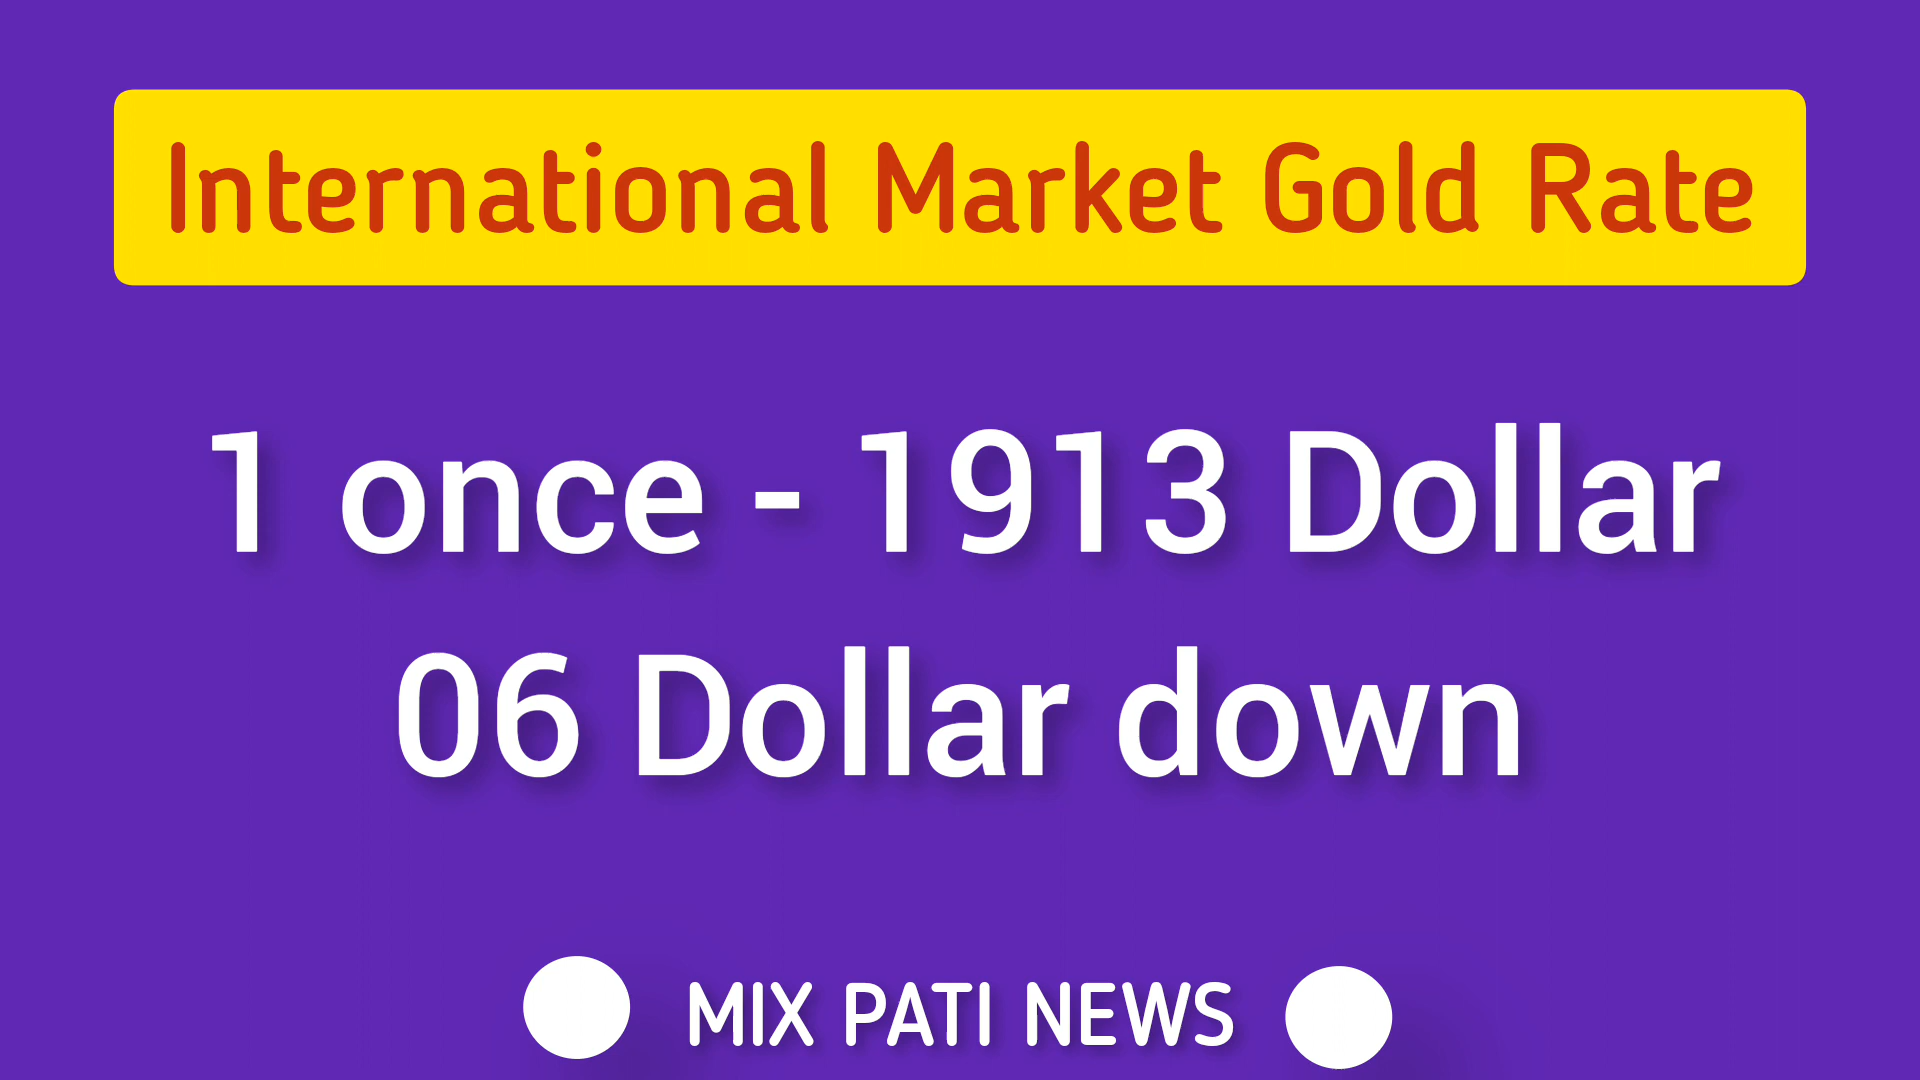 International Market Gold Rate
1 once - 1913 Dollar
06 Dollar down
MIX PATI NEWS